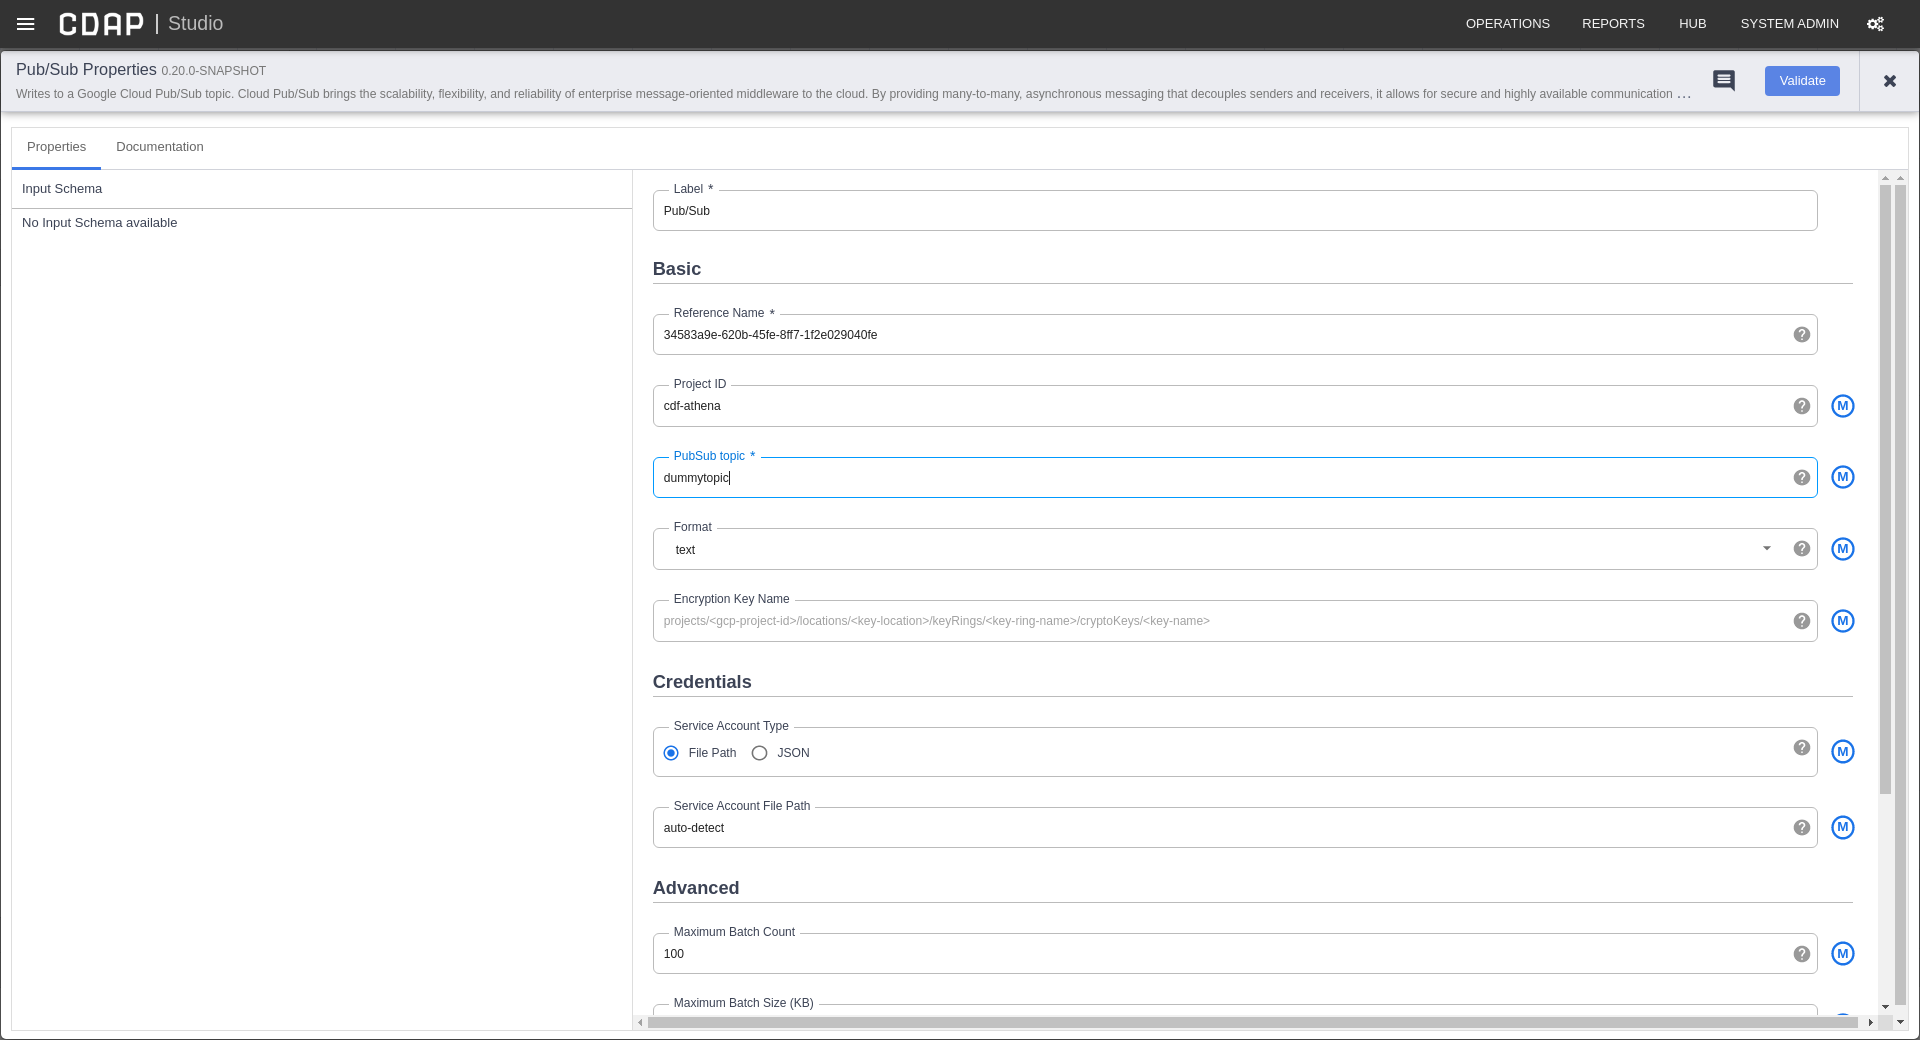 CDAP | Studio
OPERATIONS REPORTS HUB SYSTEM ADMIN
Pub/Sub Properties 0.20.0-SNAPSHOT
Writes to a Google Cloud Pub/Sub topic. Cloud Pub/Sub brings the scalability, flexibility, and reliability of enterprise message-oriented middleware to the cloud. By providing many-to-many, asynchronous messaging that decouples senders and receivers, it allows for secure and highly available communication ...
Validate
Properties Documentation
Input Schema
No Input Schema available
Label *
Pub/Sub
Basic
Reference Name *
34583a9e-620b-45fe-8ff7-1f2e029040fe
?
Project ID
cdf-athena
? M
PubSub topic *
dummytopic
? M
Format
text
? M
Encryption Key Name
projects/<gcp-project-id>/locations/<key-location>/keyRings/<key-ring-name>/cryptoKeys/<key-name>
? M
Credentials
Service Account Type
File Path JSON
? M
Service Account File Path
auto-detect
? M
Advanced
Maximum Batch Count
100
? M
Maximum Batch Size (KB)